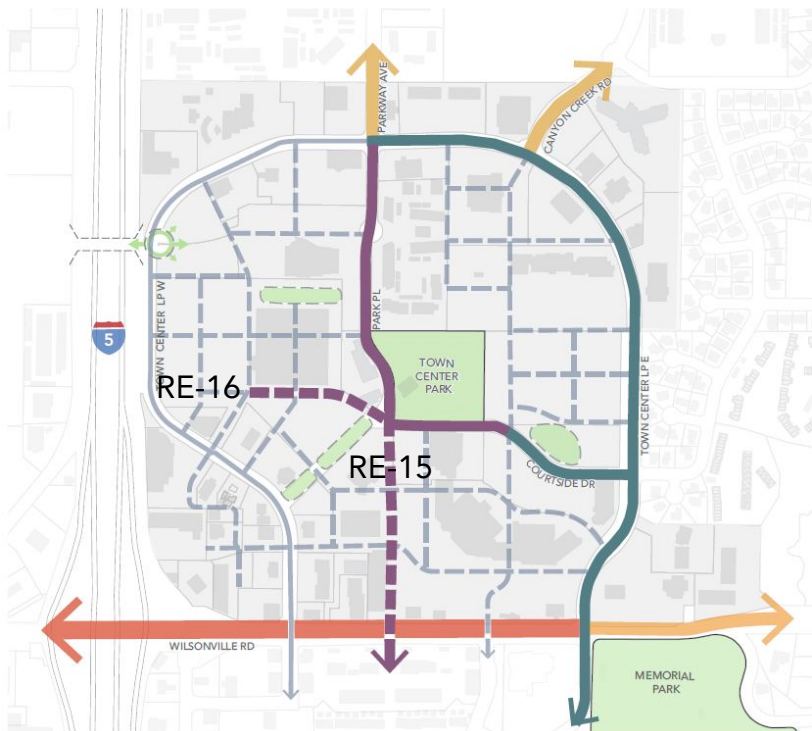 PARKWAY AVE
CANYON CREEK RD
PARK PL
TOWN CENTER LP W
5
TOWN
CENTER
PARK
RE-16
TOWN CENTER LP E
RE-15
COURTSIDE DR
WILSONVILLE RD
MEMORIAL
PARK